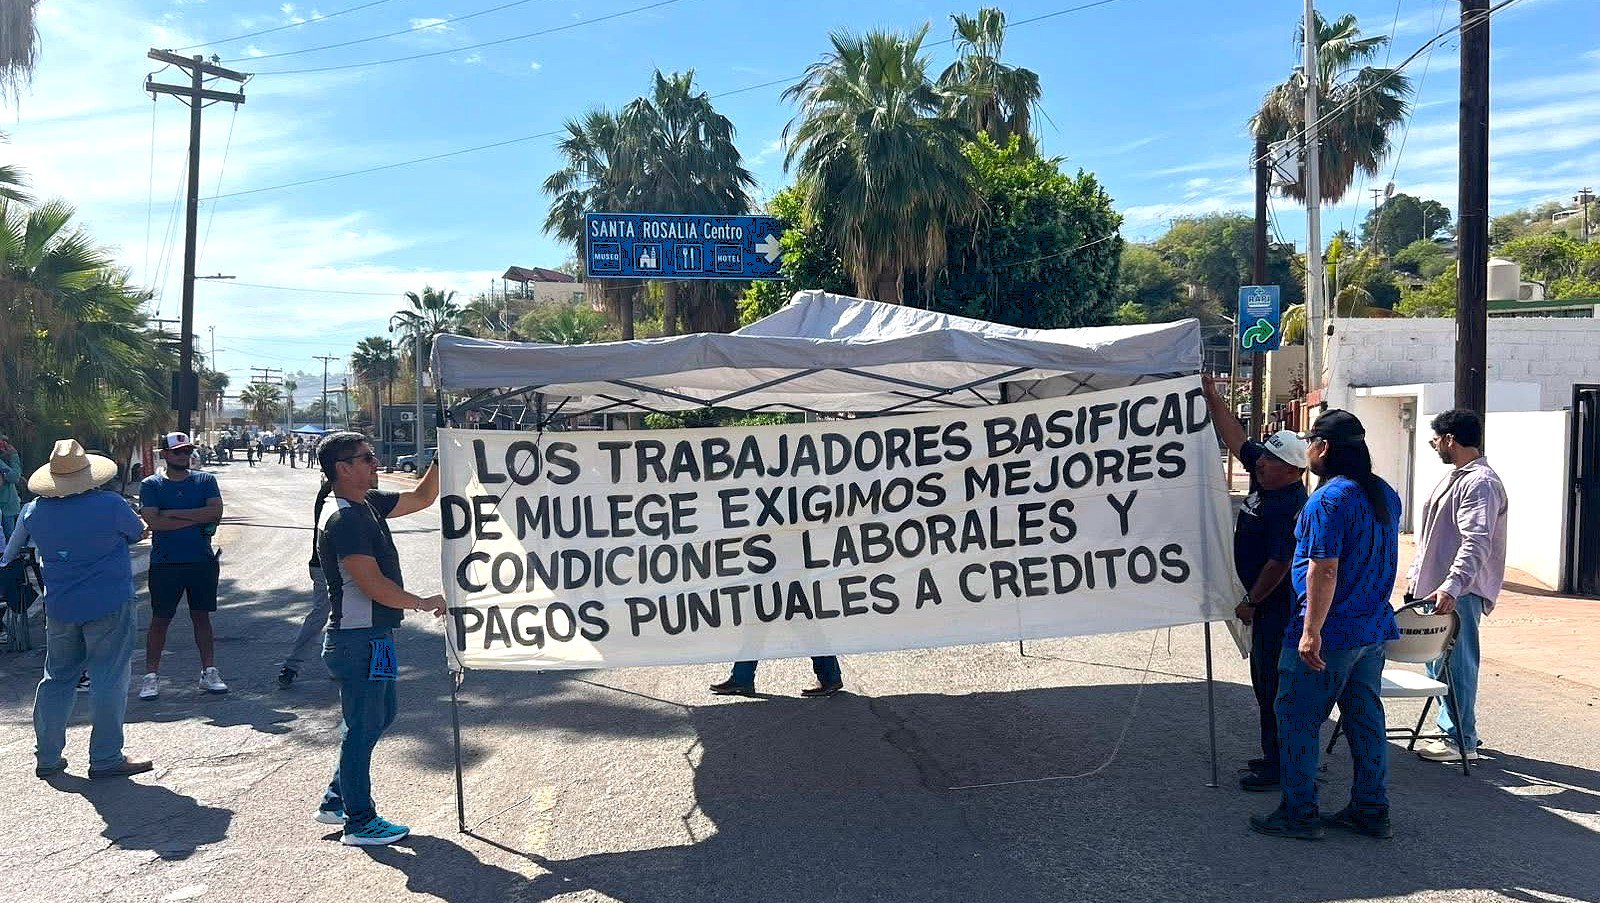 SANTA ROSALIA Centro
MUSEO
HOTEL
LOS TRABAJADORES BASIFICAD
DE MULEGE EXIGIMOS MEJORES
CONDICIONES LABORALES Y
PAGOS PUNTUALES A CREDITOS